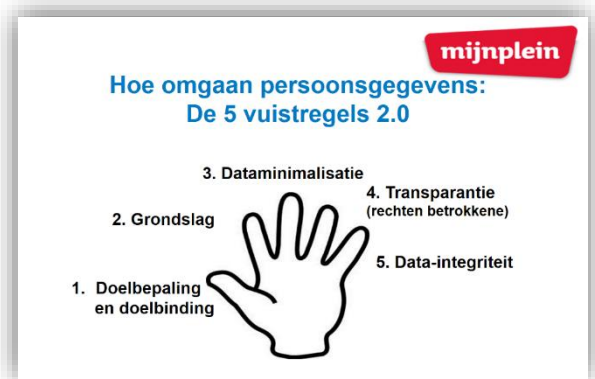 mijnplein
Hoe omgaan persoonsgegevens:
De 5 vuistregels 2.0
3. Dataminimalisatie
4. Transparantie
(rechten betrokkene)
2. Grondslag
5. Data-integriteit
1. Doelbepaling
en doelbinding